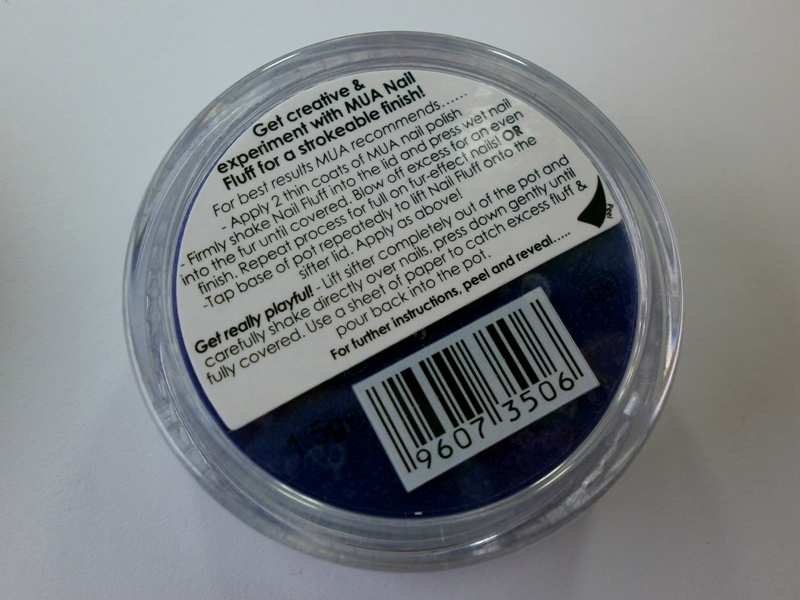 Get creative &
experiment with MUA Nail
Fluff for a strokeable finish!
For best results MUA recommends......
- Apply 2 thin coats of MUA nail polish
- Firmly shake Nail Fluff into the lid and press wet nail
into the fur until covered. Blow off excess for an even
finish. Repeat process for full on fur-effect nails! OR
-Tap base of pot repeatedly to lift Nail Fluff onto the
sifter lid. Apply as above!
Get really playful! - Lift sifter completely out of the pot and
carefully shake directly over nails, press down gently until
fully covered. Use a sheet of paper to catch excess fluff &
pour back into the pot.
For further instructions, peel and reveal.....
Peel
1.5g
9607 3506